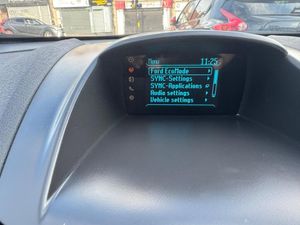 Menu 11:25
Ford EcoMode
SYNC-Settings
SYNC-Applications
Audio settings
Vehicle settings